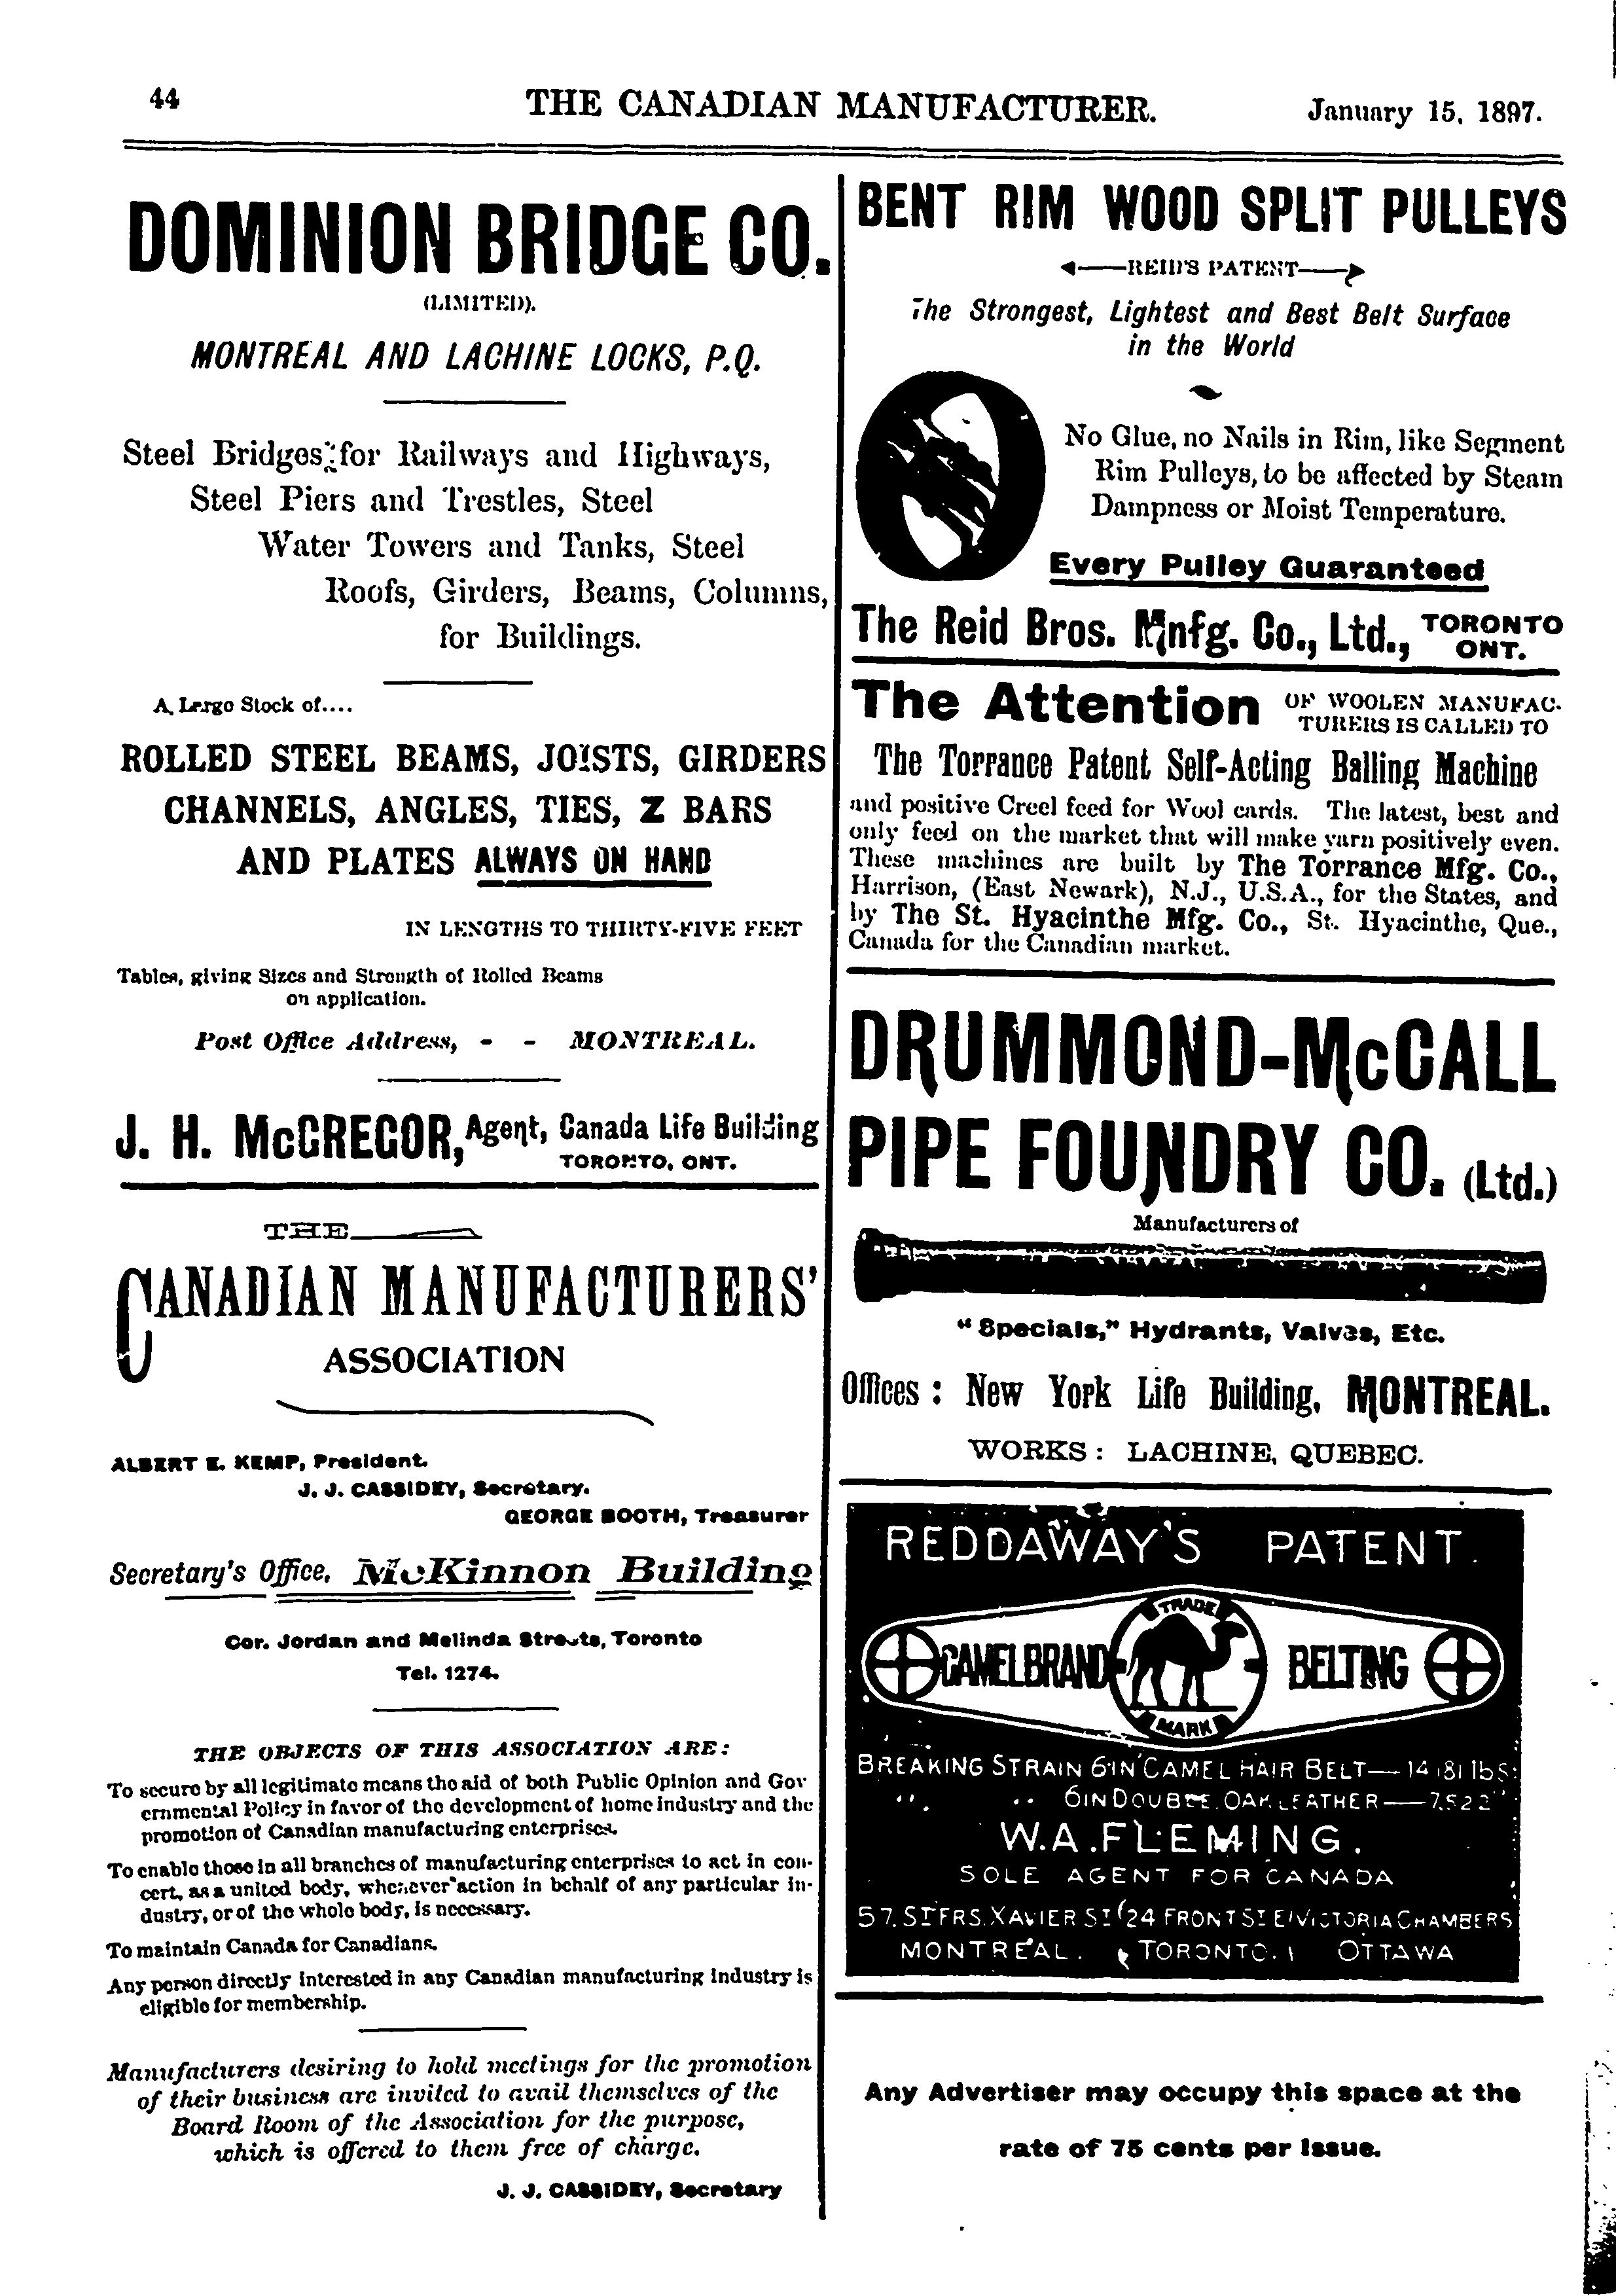 44
THE CANADIAN MANUFACTURER.
January 15, 1897.
DOMINION BRIDGE CO.
(LIMITED).
MONTREAL AND LACHINE LOCKS, P.Q.
Steel Bridges for Railways and Highways,
Steel Piers and Trestles, Steel
Water Towers and Tanks, Steel
Roofs, Girders, Beams, Columns,
for Buildings.
A Large Stock of....
ROLLED STEEL BEAMS, JOISTS, GIRDERS
CHANNELS, ANGLES, TIES, Z BARS
AND PLATES ALWAYS ON HAND
IN LENGTHS TO THIRTY-FIVE FEET
Tables, giving Sizes and Strength of Rolled Beams
on application.
Post Office Address, - - MONTREAL.
J. H. McGREGOR, Agent, Canada Life Building
TORONTO, ONT.
THE
CANADIAN MANUFACTURERS'
ASSOCIATION
ALBERT E. KEMP, President.
J. J. CASSIDEY, Secretary.
GEORGE BOOTH, Treasurer
Secretary's Office, McKinnon Building
Cor. Jordan and Melinda Streets, Toronto
Tel. 1274.
THE OBJECTS OF THIS ASSOCIATION ARE:
To secure by all legitimate means the aid of both Public Opinion and Gov
ernmental Policy in favor of the development of home industry and the
promotion of Canadian manufacturing enterprises.
To enable those in all branches of manufacturing enterprises to act in con-
cert, as a united body, whenever action in behalf of any particular in-
dustry, or of the whole body, is necessary.
To maintain Canada for Canadians.
Any person directly interested in any Canadian manufacturing industry is
eligible for membership.
Manufacturers desiring to hold meetings for the promotion
of their business are invited to avail themselves of the
Board Room of the Association for the purpose,
which is offered to them free of charge.
J. J. CASSIDEY, Secretary
BENT RIM WOOD SPLIT PULLEYS
REID'S PATENT
The Strongest, Lightest and Best Belt Surface
in the World
No Glue, no Nails in Rim, like Segment
Rim Pulleys, to be affected by Steam
Dampness or Moist Temperature.
Every Pulley Guaranteed
The Reid Bros. Mnfg. Co., Ltd., TORONTO
ONT.
The Attention OF WOOLEN MANUFAC-
TURERS IS CALLED TO
The Torrance Patent Self-Acting Balling Machine
and positive Creel feed for Wool cards. The latest, best and
only feed on the market that will make yarn positively even.
These machines are built by The Torrance Mfg. Co.,
Harrison, (East Newark), N.J., U.S.A., for the States, and
by The St. Hyacinthe Mfg. Co., St. Hyacinthe, Que.,
Canada for the Canadian market.
DRUMMOND-McCALL
PIPE FOUNDRY CO. (Ltd.)
Manufacturers of
"Specials," Hydrants, Valves, Etc.
Offices: New York Life Building, MONTREAL.
WORKS: LACHINE, QUEBEC.
REDDAWAY'S PATENT.
TRADE
CAMEL BRAND BELTING
MARK
BREAKING STRAIN 6IN CAMEL HAIR BELT—14181 lbs:
" " 6IN DOUBLE OAK LEATHER—7,522"
W.A. FLEMING.
SOLE AGENT FOR CANADA
57. ST FRS. XAVIER ST 24 FRONT ST E VICTORIA CHAMBERS
MONTREAL. TORONTO. OTTAWA
Any Advertiser may occupy this space at the
rate of 75 cents per Issue.